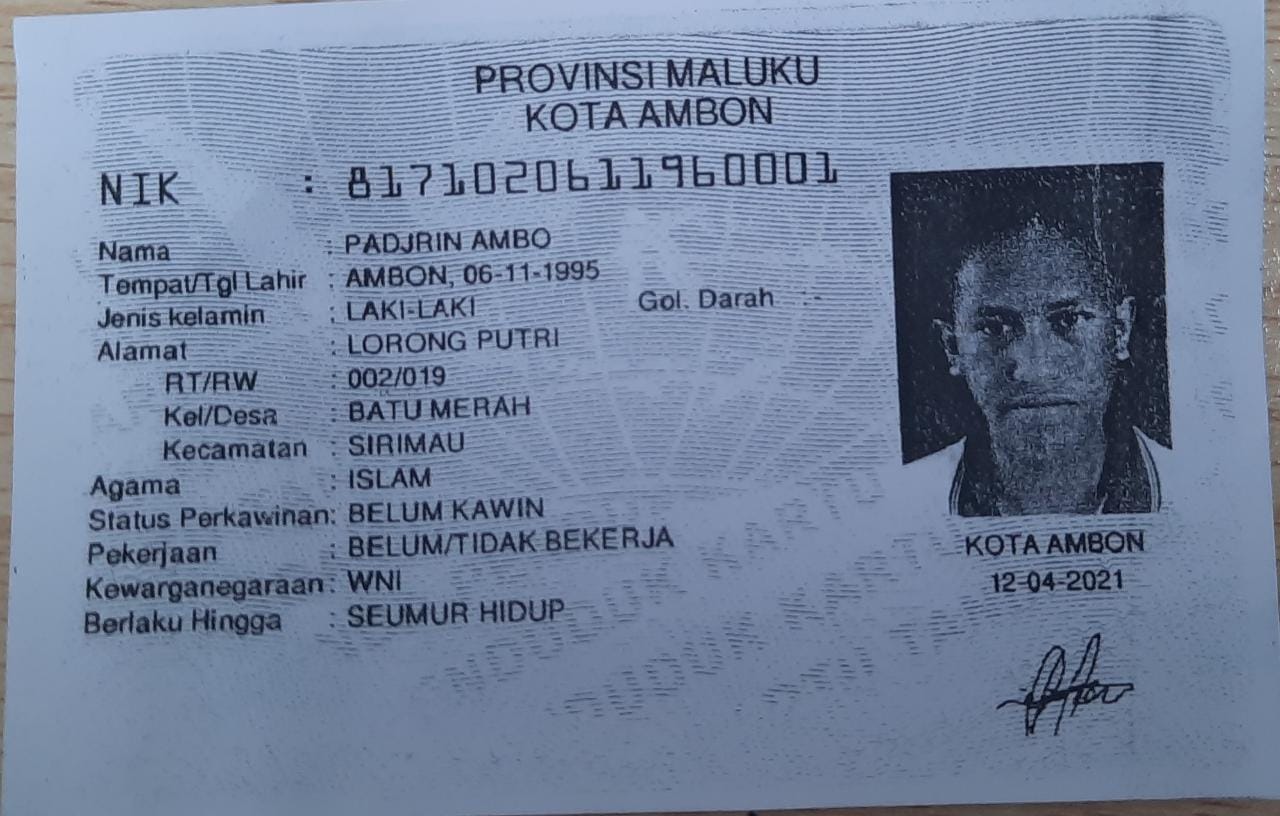 PROVINSI MALUKU
KOTA AMBON
NIK : 8171020611960001
Nama : PADJRIN AMBO
Tempat/Tgl Lahir : AMBON, 06-11-1995
Jenis kelamin : LAKI-LAKI Gol. Darah : -
Alamat : LORONG PUTRI
RT/RW : 002/019
Kel/Desa : BATU MERAH
Kecamatan : SIRIMAU
Agama : ISLAM
Status Perkawinan: BELUM KAWIN
Pekerjaan : BELUM/TIDAK BEKERJA
Kewarganegaraan: WNI
Berlaku Hingga : SEUMUR HIDUP
KOTA AMBON
12-04-2021